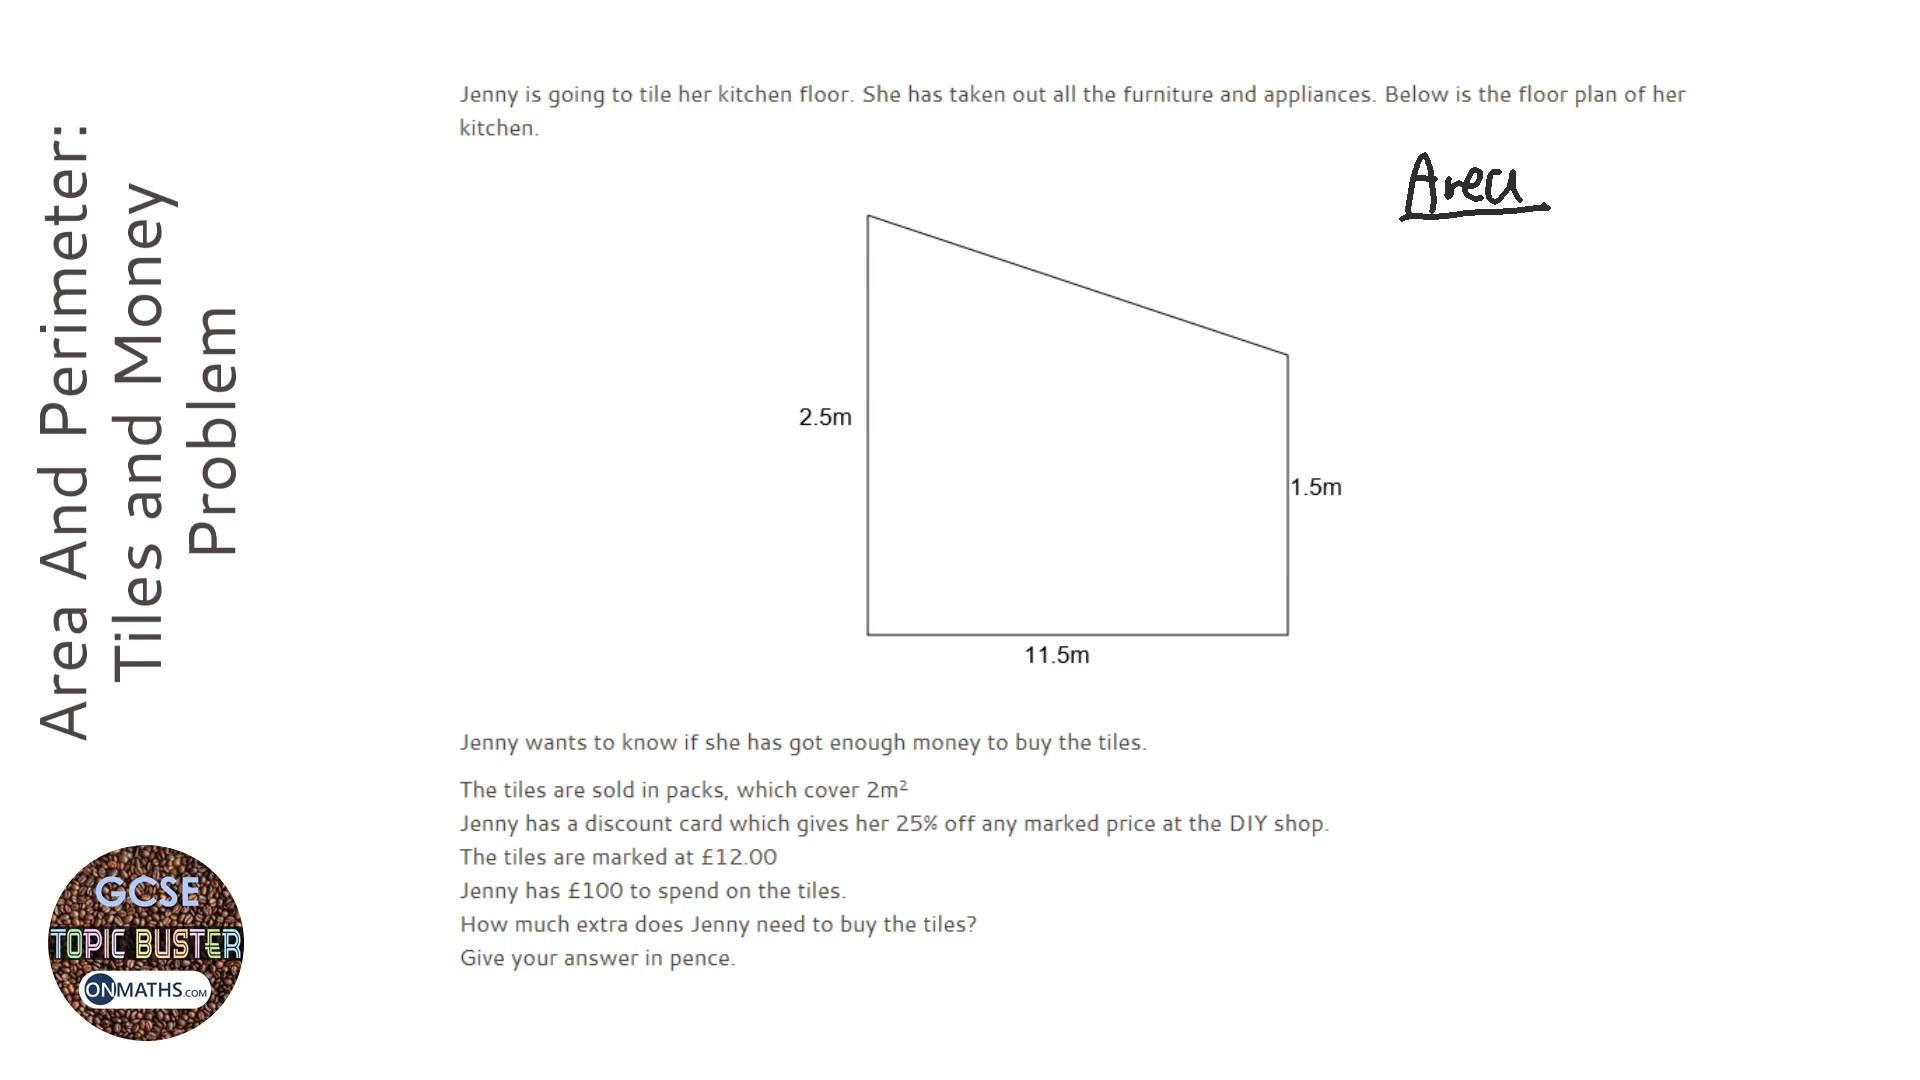 Area And Perimeter:
Tiles and Money
Problem
Jenny is going to tile her kitchen floor. She has taken out all the furniture and appliances. Below is the floor plan of her
kitchen.
Area
2.5m
1.5m
11.5m
Jenny wants to know if she has got enough money to buy the tiles.
The tiles are sold in packs, which cover 2m²
Jenny has a discount card which gives her 25% off any marked price at the DIY shop.
The tiles are marked at £12.00
Jenny has £100 to spend on the tiles.
How much extra does Jenny need to buy the tiles?
Give your answer in pence.
GCSE
TOPIC BUSTER
ONMATHS.COM